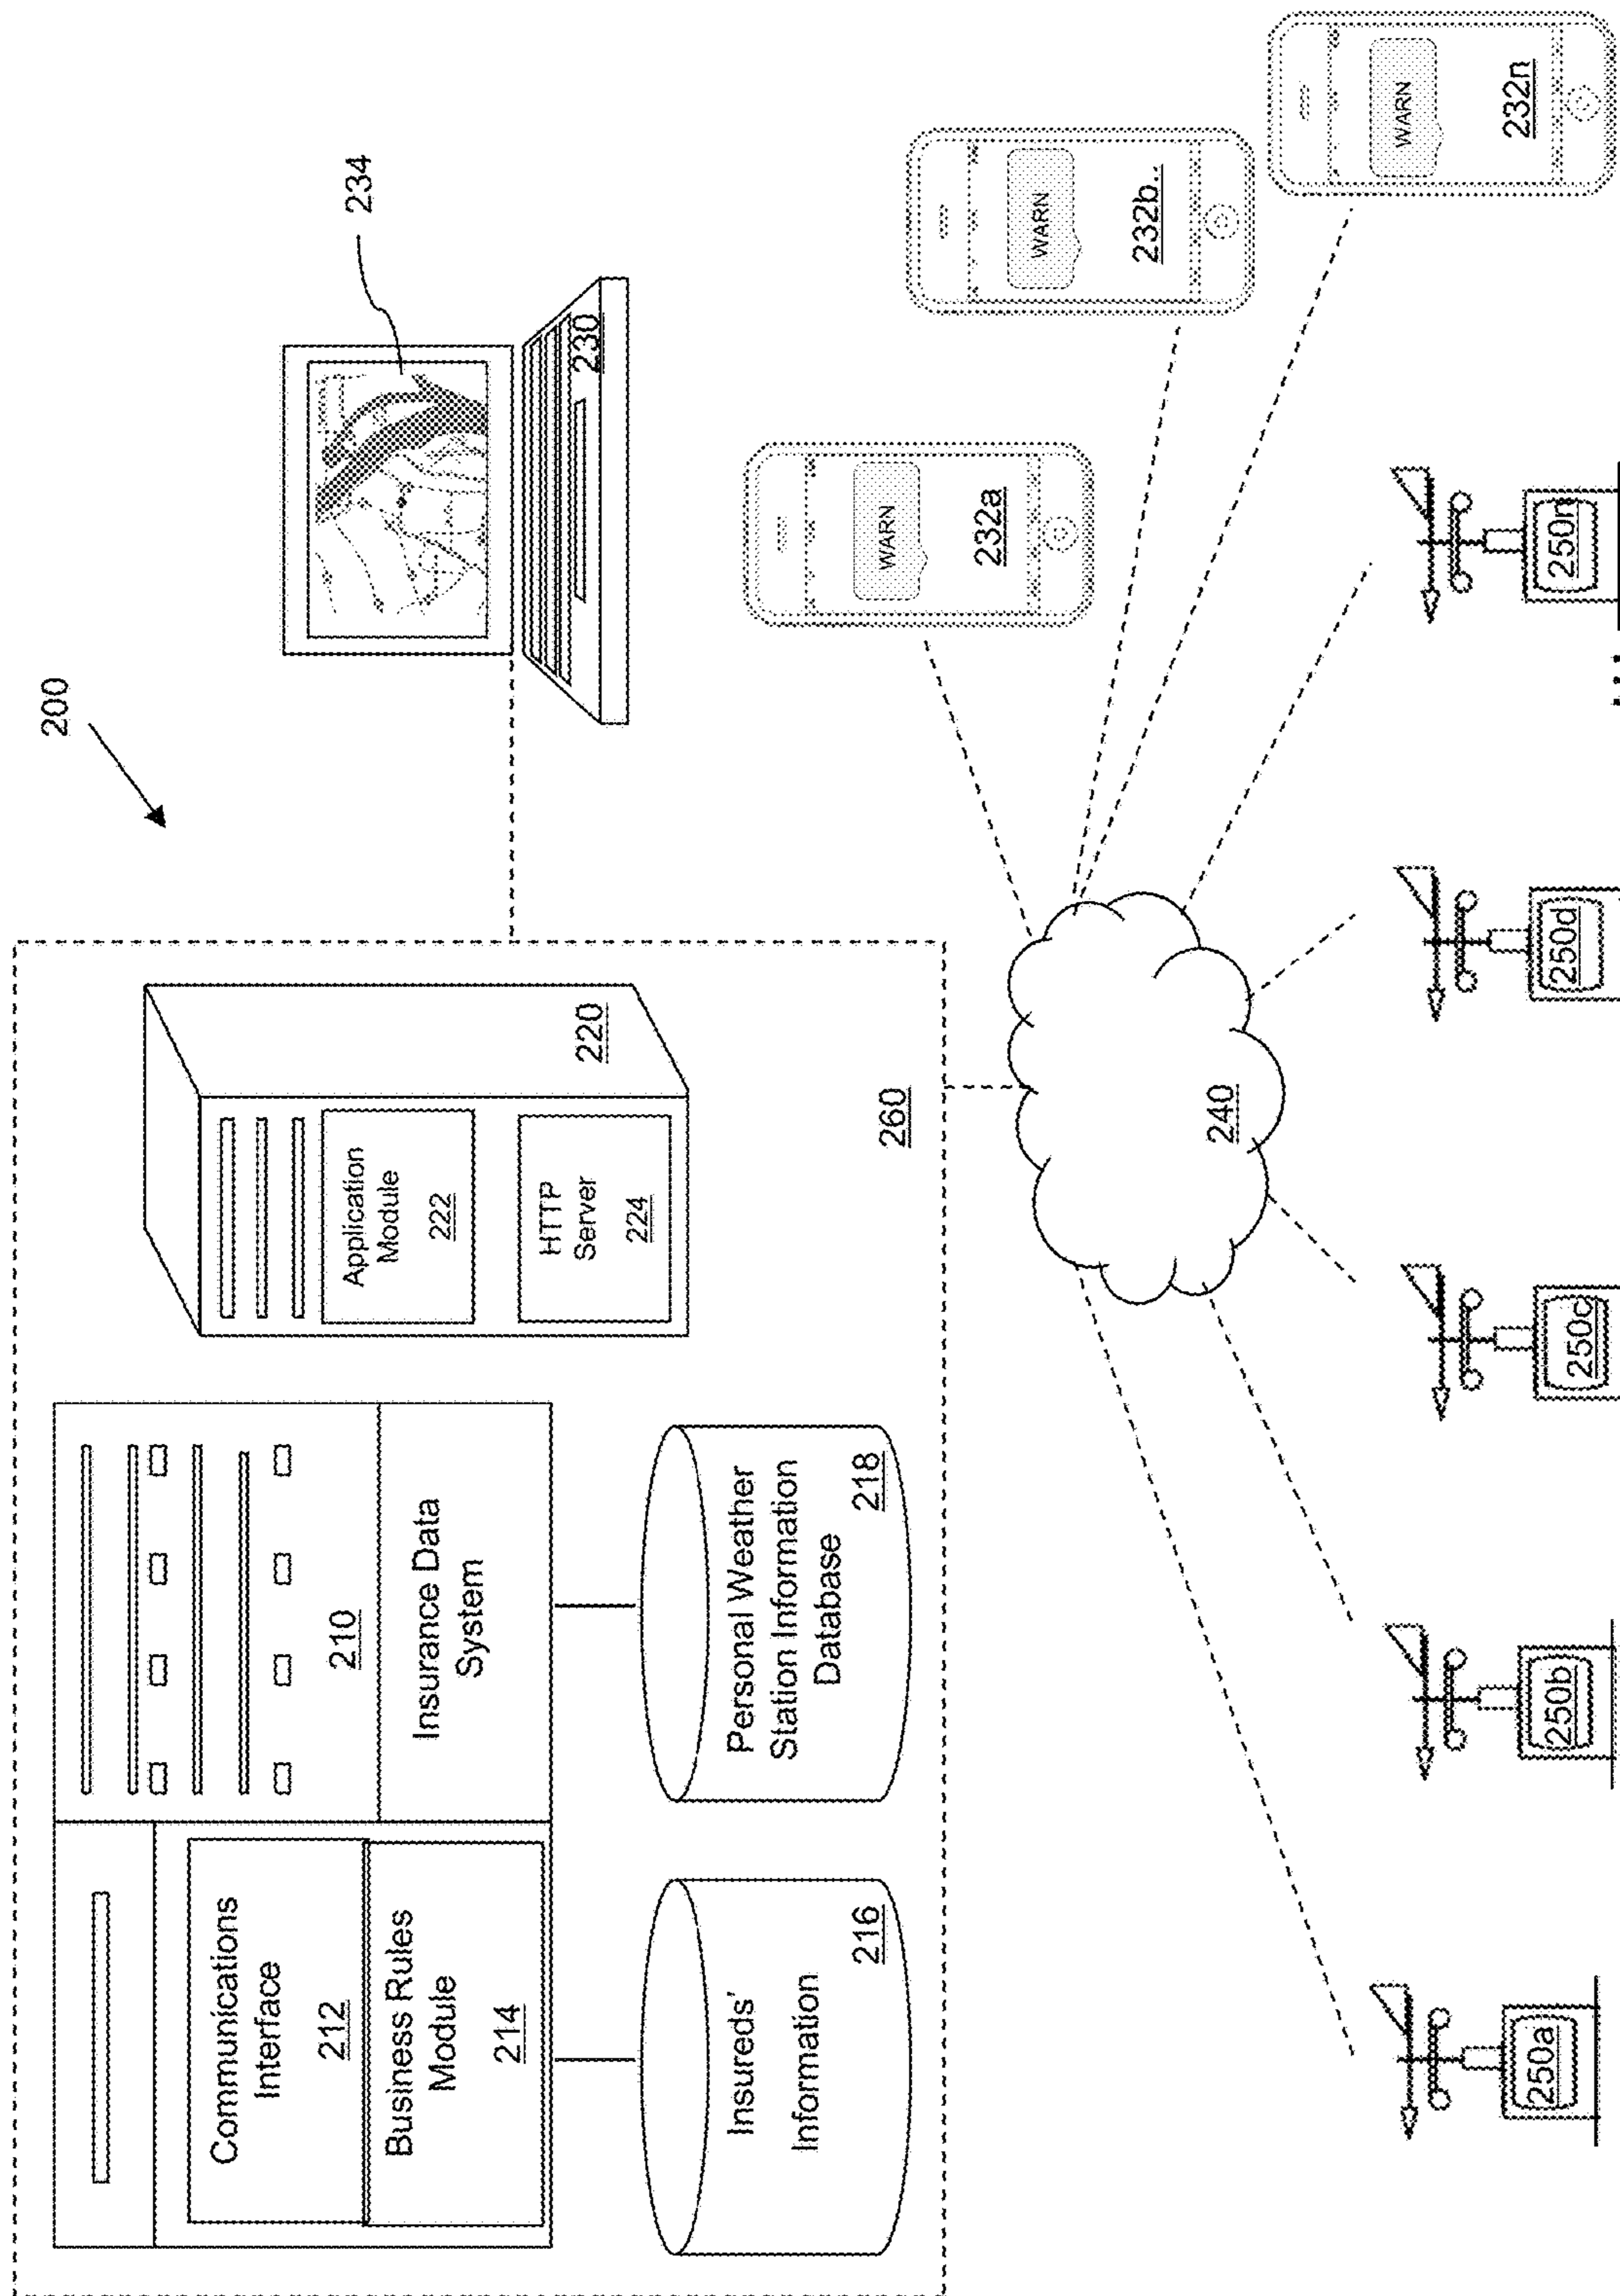 200
234
230
Communications
Interface
212
Business Rules
Module
214
210
Insurance Data
System
Application
Module
222
HTTP
Server
224
220
Insureds'
Information
216
Personal Weather
Station Information
Database
218
260
240
WARN
232a
WARN
232b..
WARN
232n
250a
250b
250c
250d
...
250n